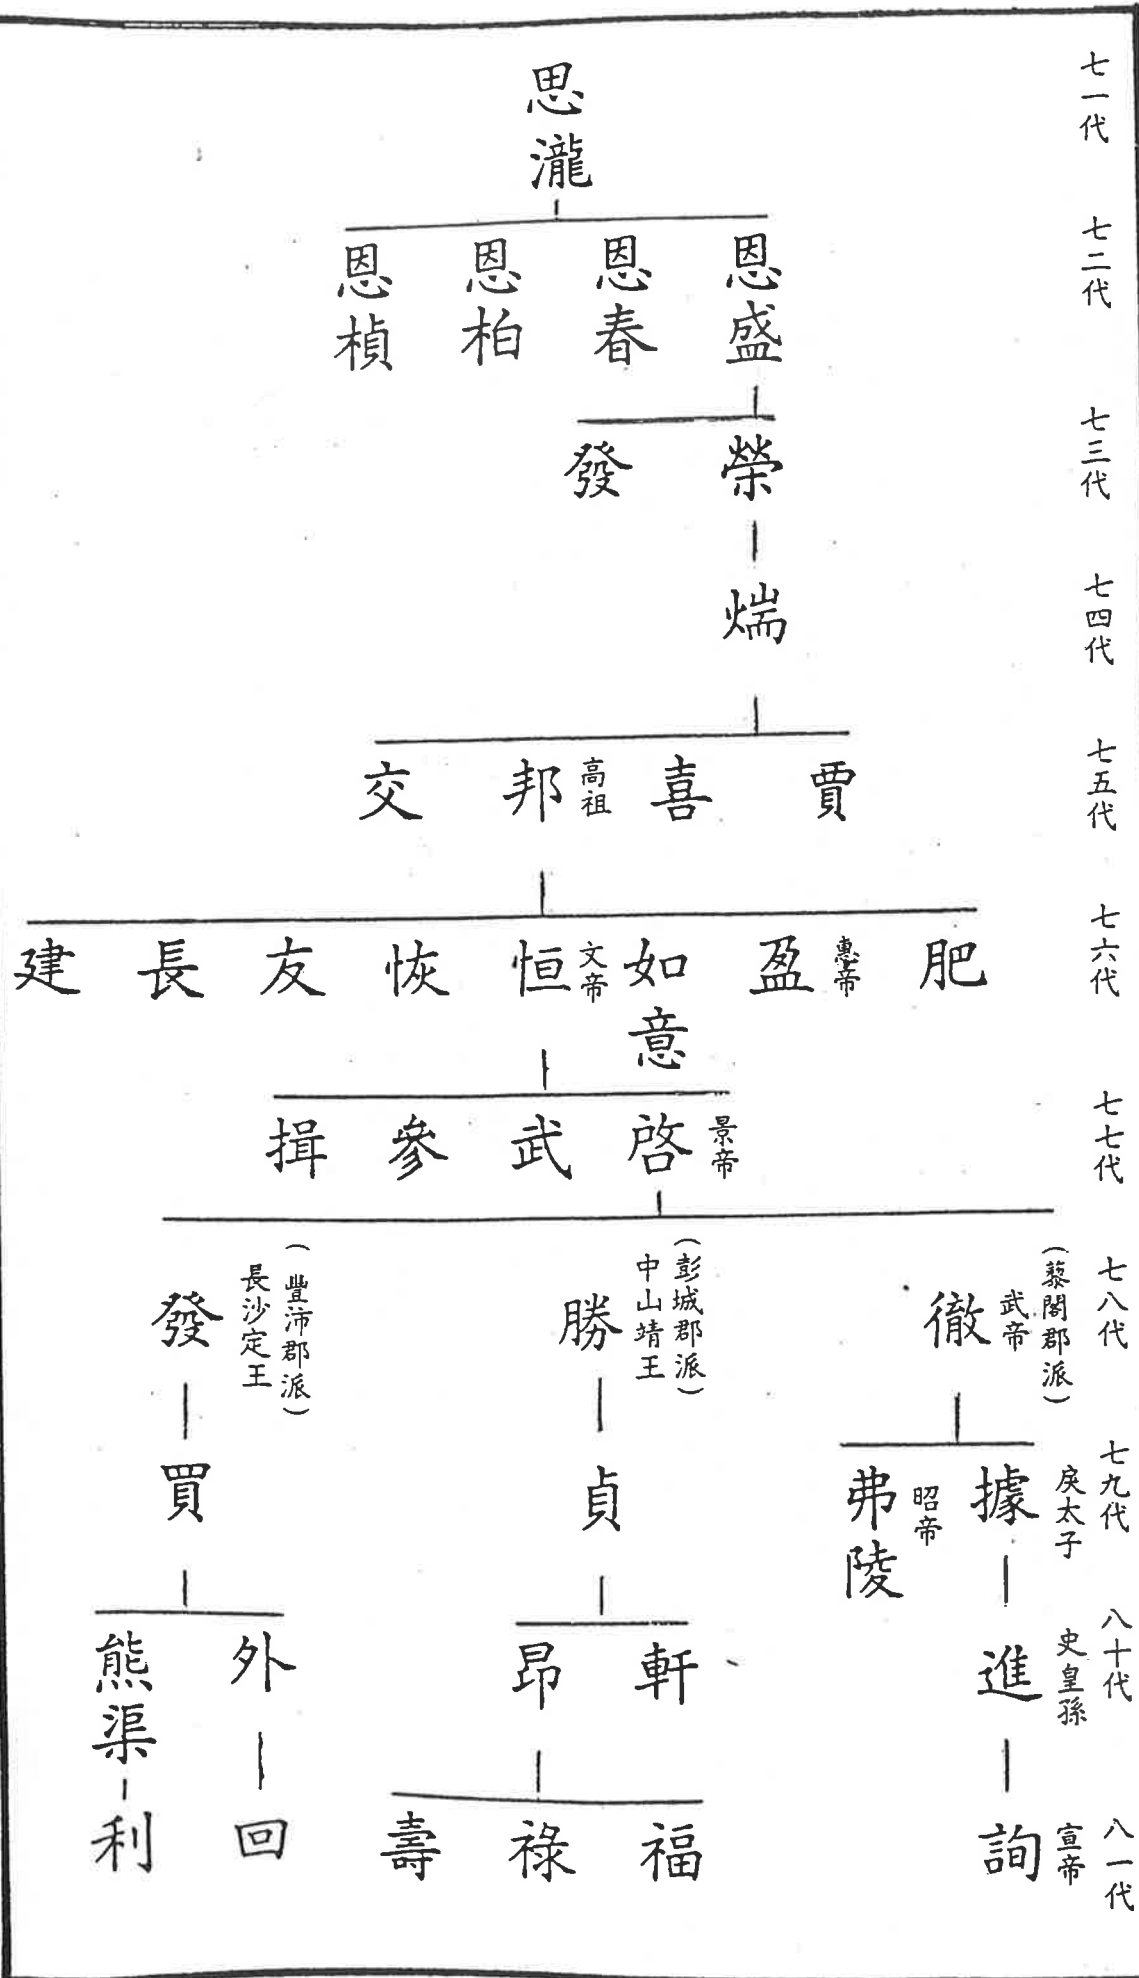 七一代
思瀧
七二代
恩盛
恩春
恩柏
恩楨
七三代
榮
發
七四代
煓
七五代
賈
喜
高祖
邦
交
七六代
肥
惠帝
盈
如意
文帝
恒
恢
友
長
建
七七代
景帝
啓
武
參
揖
七八代
(藜閣郡派)
武帝
徹
(彭城郡派)
中山靖王
勝
(豐沛郡派)
長沙定王
發
七九代
戾太子
據
昭帝
弗陵
貞
買
八十代
史皇孫
進
軒
昂
外
熊渠
八一代
宣帝
詢
福
祿
壽
回
利